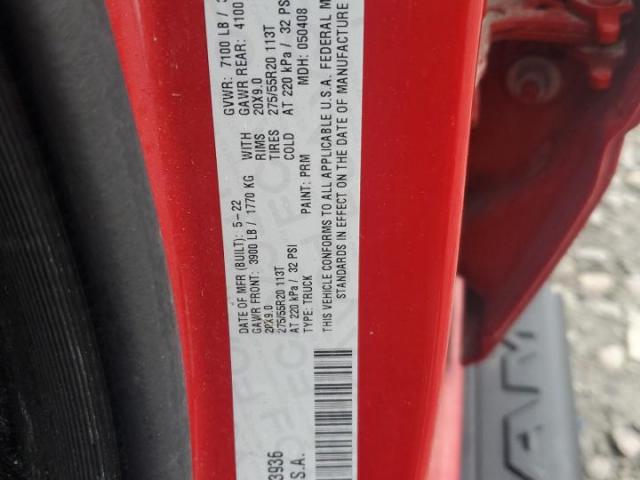 DATE OF MFR (BUILT): 5-22 GVWR: 7100 LB /
GAWR FRONT: 3900 LB / 1770 KG WITH GAWR REAR: 4100
20X9.0 RIMS 20X9.0
275/55R20 113T TIRES 275/55R20 113T
AT 220 kPa / 32 PSI COLD AT 220 kPa / 32 PSI
TYPE: TRUCK PAINT: PRM MDH: 050408
THIS VEHICLE CONFORMS TO ALL APPLICABLE U.S.A. FEDERAL M
STANDARDS IN EFFECT ON THE DATE OF MANUFACTURE
3936
S.A.